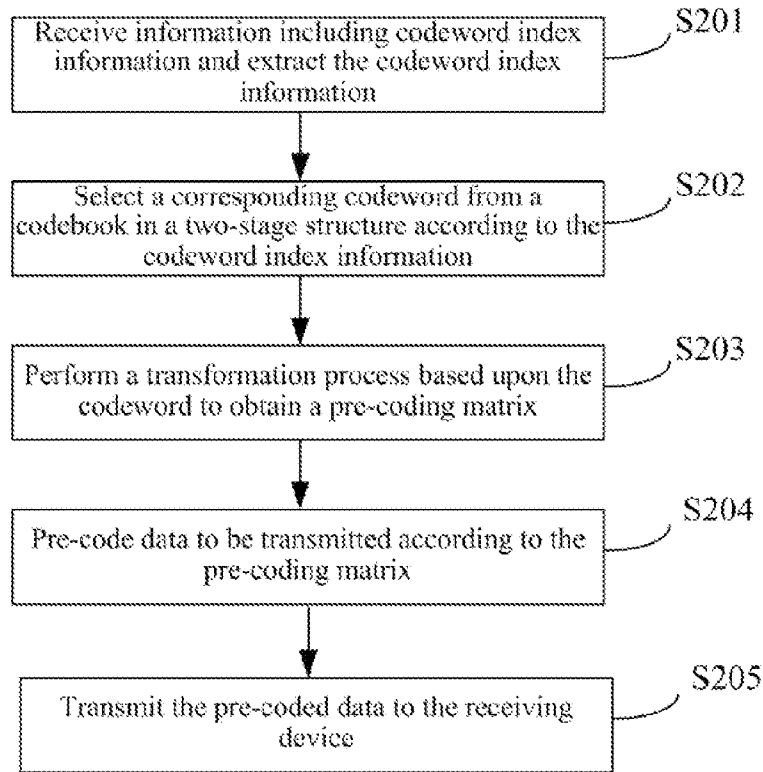 Receive information including codeword index
information and extract the codeword index
information
S201
Select a corresponding codeword from a
codebook in a two-stage structure according to the
codeword index information
S202
Perform a transformation process based upon the
codeword to obtain a pre-coding matrix
S203
Pre-code data to be transmitted according to the
pre-coding matrix
S204
Transmit the pre-coded data to the receiving
device
S205